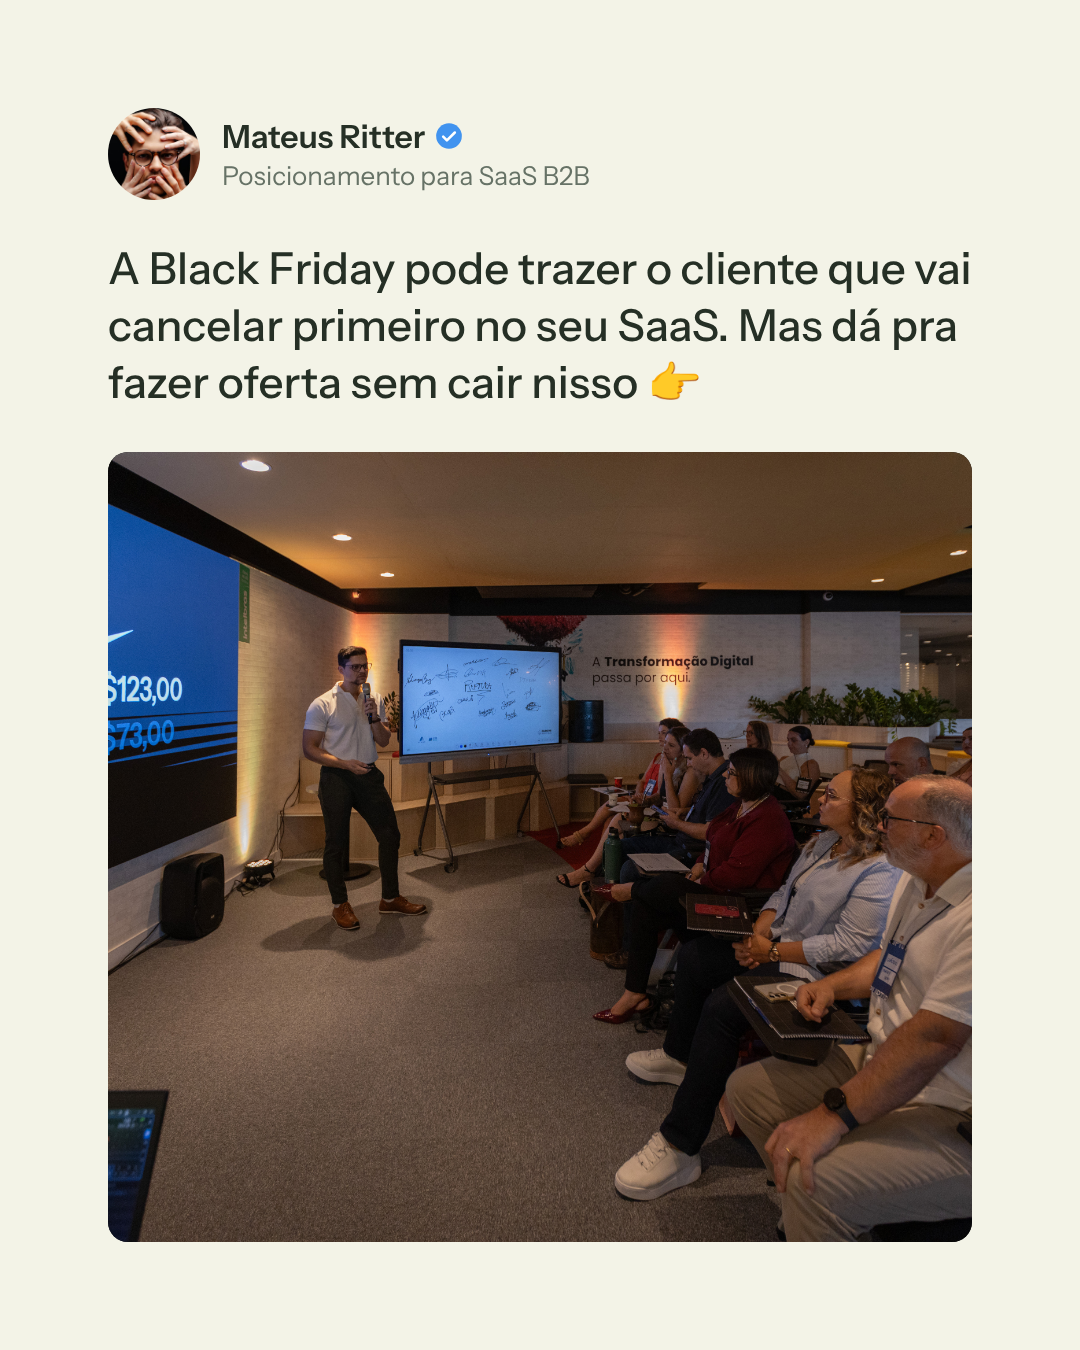 Mateus Ritter
Posicionamento para SaaS B2B
A Black Friday pode trazer o cliente que vai
cancelar primeiro no seu SaaS. Mas dá pra
fazer oferta sem cair nisso 👉
A Transformação Digital
passa por aqui.
$123,00
$73,00